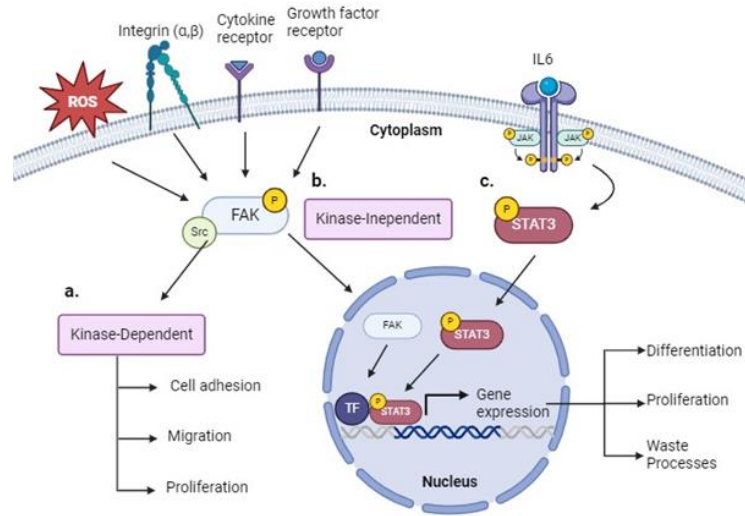 Integrin (α,β)
Cytokine
receptor
Growth factor
receptor
IL6
ROS
Cytoplasm
P
JAK
JAK
P
P
P
b.
c.
FAK
P
Src
Kinase-Inependent
P
STAT3
a.
Kinase-Dependent
FAK
P
STAT3
Cell adhesion
Migration
Proliferation
TF
P
STAT3
Gene
expression
Nucleus
Differentiation
Proliferation
Waste
Processes